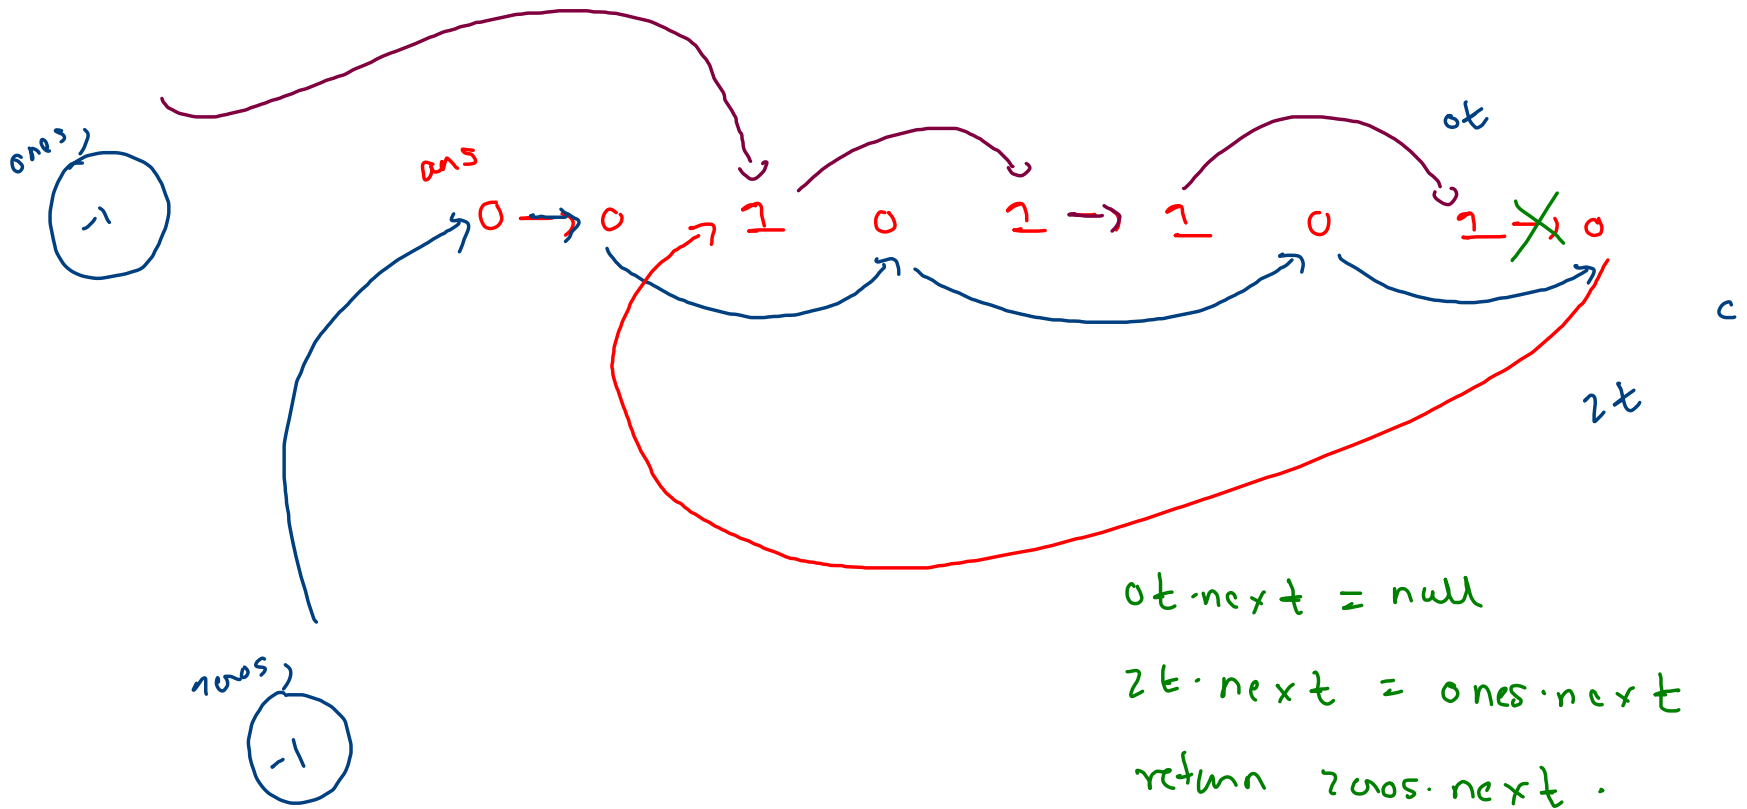 ot
ones,
ans
0 → 0 1 0 1 → 1 0 1 → 0
-1
c
zt
ot.next = null
zeros,
zt.next = ones.next
-1
return zeros.next.